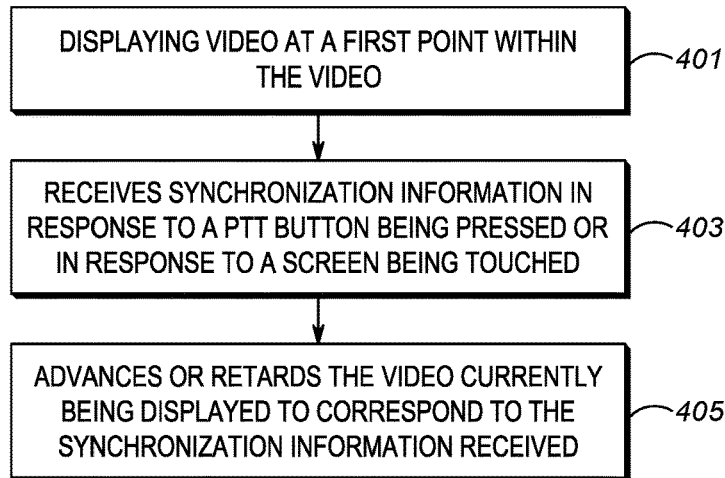 DISPLAYING VIDEO AT A FIRST POINT WITHIN
THE VIDEO
401
RECEIVES SYNCHRONIZATION INFORMATION IN
RESPONSE TO A PTT BUTTON BEING PRESSED OR
IN RESPONSE TO A SCREEN BEING TOUCHED
403
ADVANCES OR RETARDS THE VIDEO CURRENTLY
BEING DISPLAYED TO CORRESPOND TO THE
SYNCHRONIZATION INFORMATION RECEIVED
405